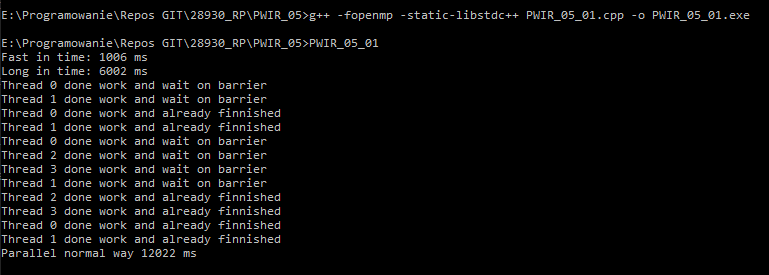 E:\Programowanie\Repos GIT\28930_RP\PWIR_05>g++ -fopenmp -static-libstdc++ PWIR_05_01.cpp -o PWIR_05_01.exe
E:\Programowanie\Repos GIT\28930_RP\PWIR_05>PWIR_05_01
Fast in time: 1006 ms
Long in time: 6002 ms
Thread 0 done work and wait on barrier
Thread 1 done work and wait on barrier
Thread 0 done work and already finnished
Thread 1 done work and already finnished
Thread 0 done work and wait on barrier
Thread 2 done work and wait on barrier
Thread 3 done work and wait on barrier
Thread 1 done work and wait on barrier
Thread 2 done work and already finnished
Thread 3 done work and already finnished
Thread 0 done work and already finnished
Thread 1 done work and already finnished
Parallel normal way 12022 ms